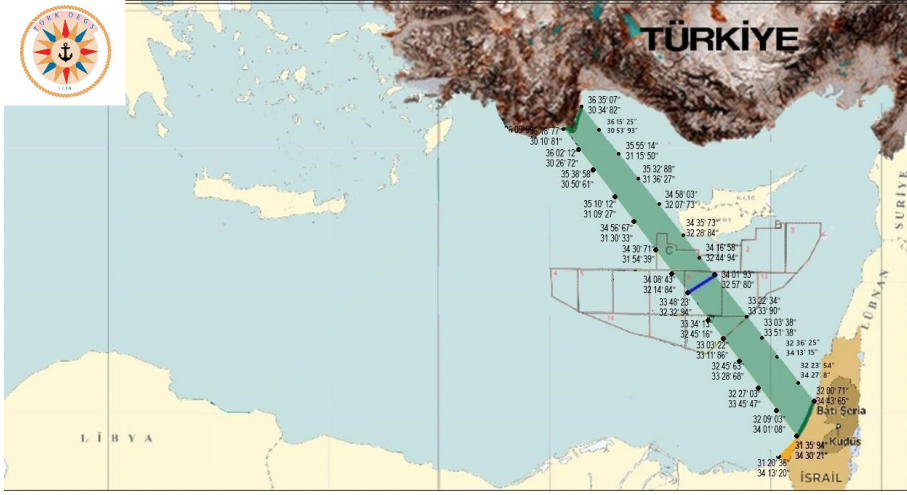 TÜRK DEGS
TÜRKİYE
36 35' 07"
30 34' 82"
36 15' 25"
30 53' 93"
30 10' 81"
36 02' 12"
30 26' 72"
35 55' 14"
31 15' 50"
35 38' 58"
30 50' 61"
35 32' 88"
31 36' 27"
35 10' 12"
31 09' 27"
34 58' 03"
32 07' 73"
34 56' 67"
31 30' 33"
34 35' 73"
32 28' 84"
34 30' 71"
31 54' 39"
34 16' 58"
32 44' 94"
34 08' 43"
32 14' 84"
34 01' 93"
32 57' 80"
33 48' 23'
32 32' 94"
33 22' 34"
33 33' 90"
33 34' 13"
32 45' 16"
33 03' 38"
33 51' 38"
33 03' 22"
33 11' 86"
32 36' 25"
34 13' 15"
32 45' 63"
33 28' 68"
32 23' 54"
34 27' 8"
32 27' 03"
33 45' 47"
32 00' 71"
34 43' 65"
32 09' 03"
34 01' 08"
31 35' 94"
34 30' 21"
31 20' 36"
34 13' 20"
B
3
2
C
4
5
12
10
SURİYE
LÜBNAN
LİBYA
Batı Şeria
Kudüs
İSRAİL